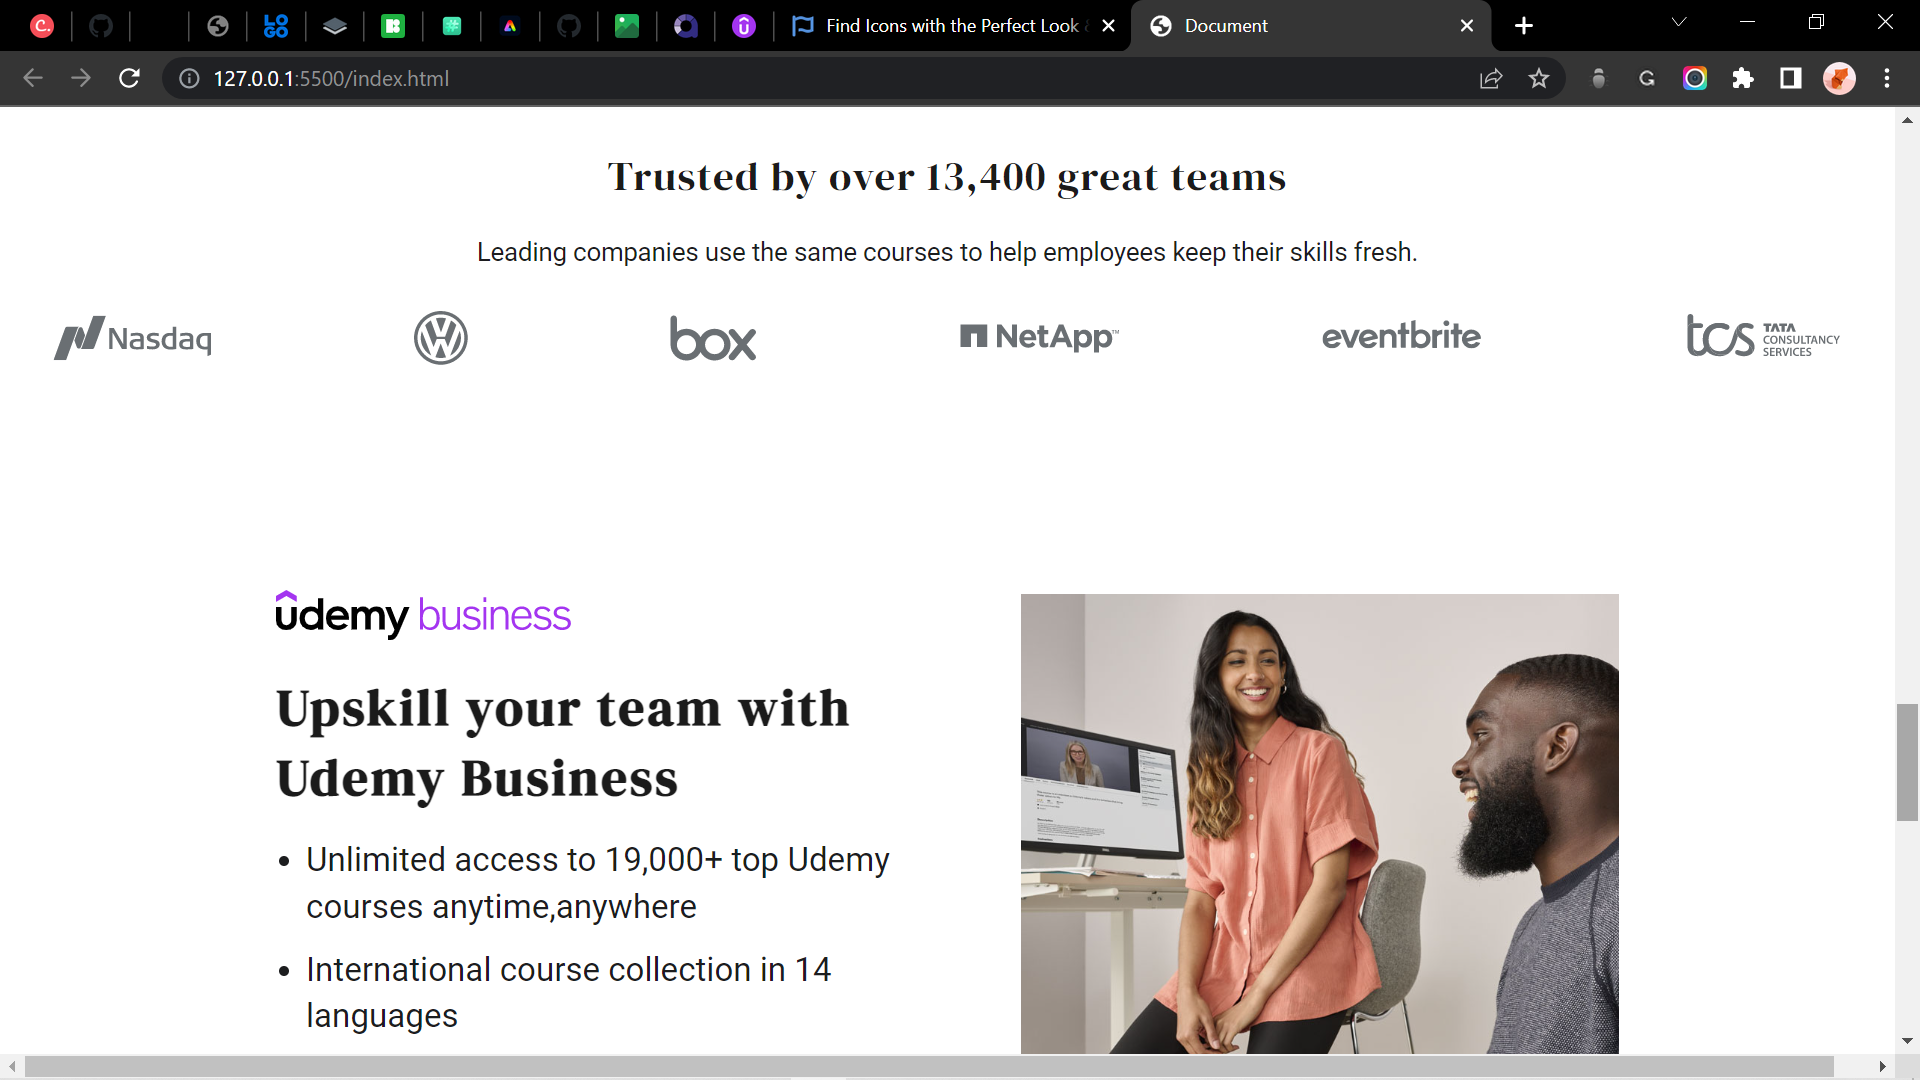 Find Icons with the Perfect Look
Document
127.0.0.1:5500/index.html
Trusted by over 13,400 great teams
Leading companies use the same courses to help employees keep their skills fresh.
Nasdaq
box
NetApp™
eventbrite
tcs TATA
CONSULTANCY
SERVICES
ûdemy business
Upskill your team with
Udemy Business
• Unlimited access to 19,000+ top Udemy
courses anytime,anywhere
• International course collection in 14
languages